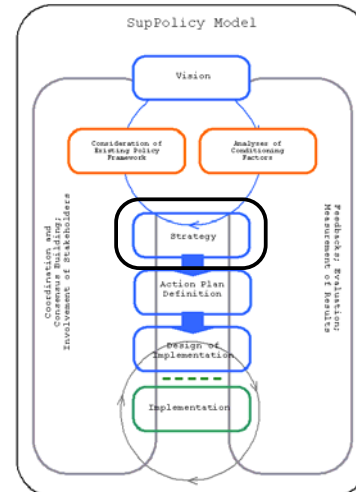 SupPolicy Model
Vision
Consideration of
Existing Policy
Framework
Analyses of
Conditioning
Factors
Strategy
Action Plan
Definition
Design of
Implementation
Implementation
Coordination and
Consensus Building;
Involvement of Stakeholders
Feedbacks; Evaluation;
Measurement of Results